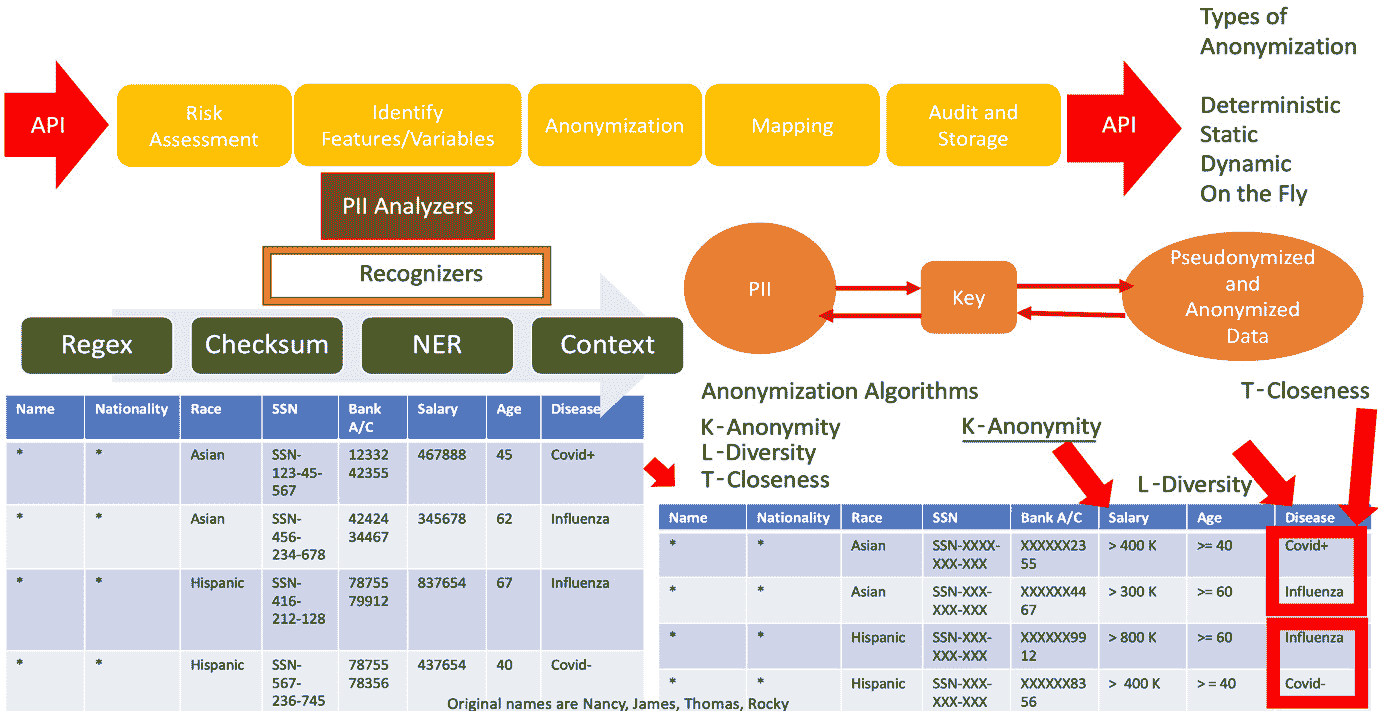 Types of
Anonymization
API
Risk
Assessment
Identify
Features/Variables
Anonymization
Mapping
Audit and
Storage
API
Deterministic
Static
Dynamic
On the Fly
PII Analyzers
Recognizers
Regex
Checksum
NER
Context
PII
Key
Pseudonymized
and
Anonymized
Data
Anonymization Algorithms
K-Anonymity
L-Diversity
T-Closeness
K-Anonymity
L-Diversity
T-Closeness
Name Nationality Race SSN Bank Salary Age Disease
A/C
* * Asian SSN- 12332 467888 45 Covid+
123-45- 42355
567
* * Asian SSN- 42424 345678 62 Influenza
456- 34467
234-678
* * Hispanic SSN- 78755 837654 67 Influenza
416- 79912
212-128
* * Hispanic SSN- 78755 437654 40 Covid-
567- 78356
236-745
Name Nationality Race SSN Bank A/C Salary Age Disease
* * Asian SSN-XXXX- XXXXXX23 > 400 K >= 40 Covid+
XXX-XXX 55
* * Asian SSN-XXX- XXXXXX44 > 300 K >= 60 Influenza
XXX-XXX 67
* * Hispanic SSN-XXX- XXXXXX99 > 800 K >= 60 Influenza
XXX-XXX 12
* * Hispanic SSN-XXX- XXXXXX83 > 400 K > = 40 Covid-
XXX-XXX 56
Original names are Nancy, James, Thomas, Rocky